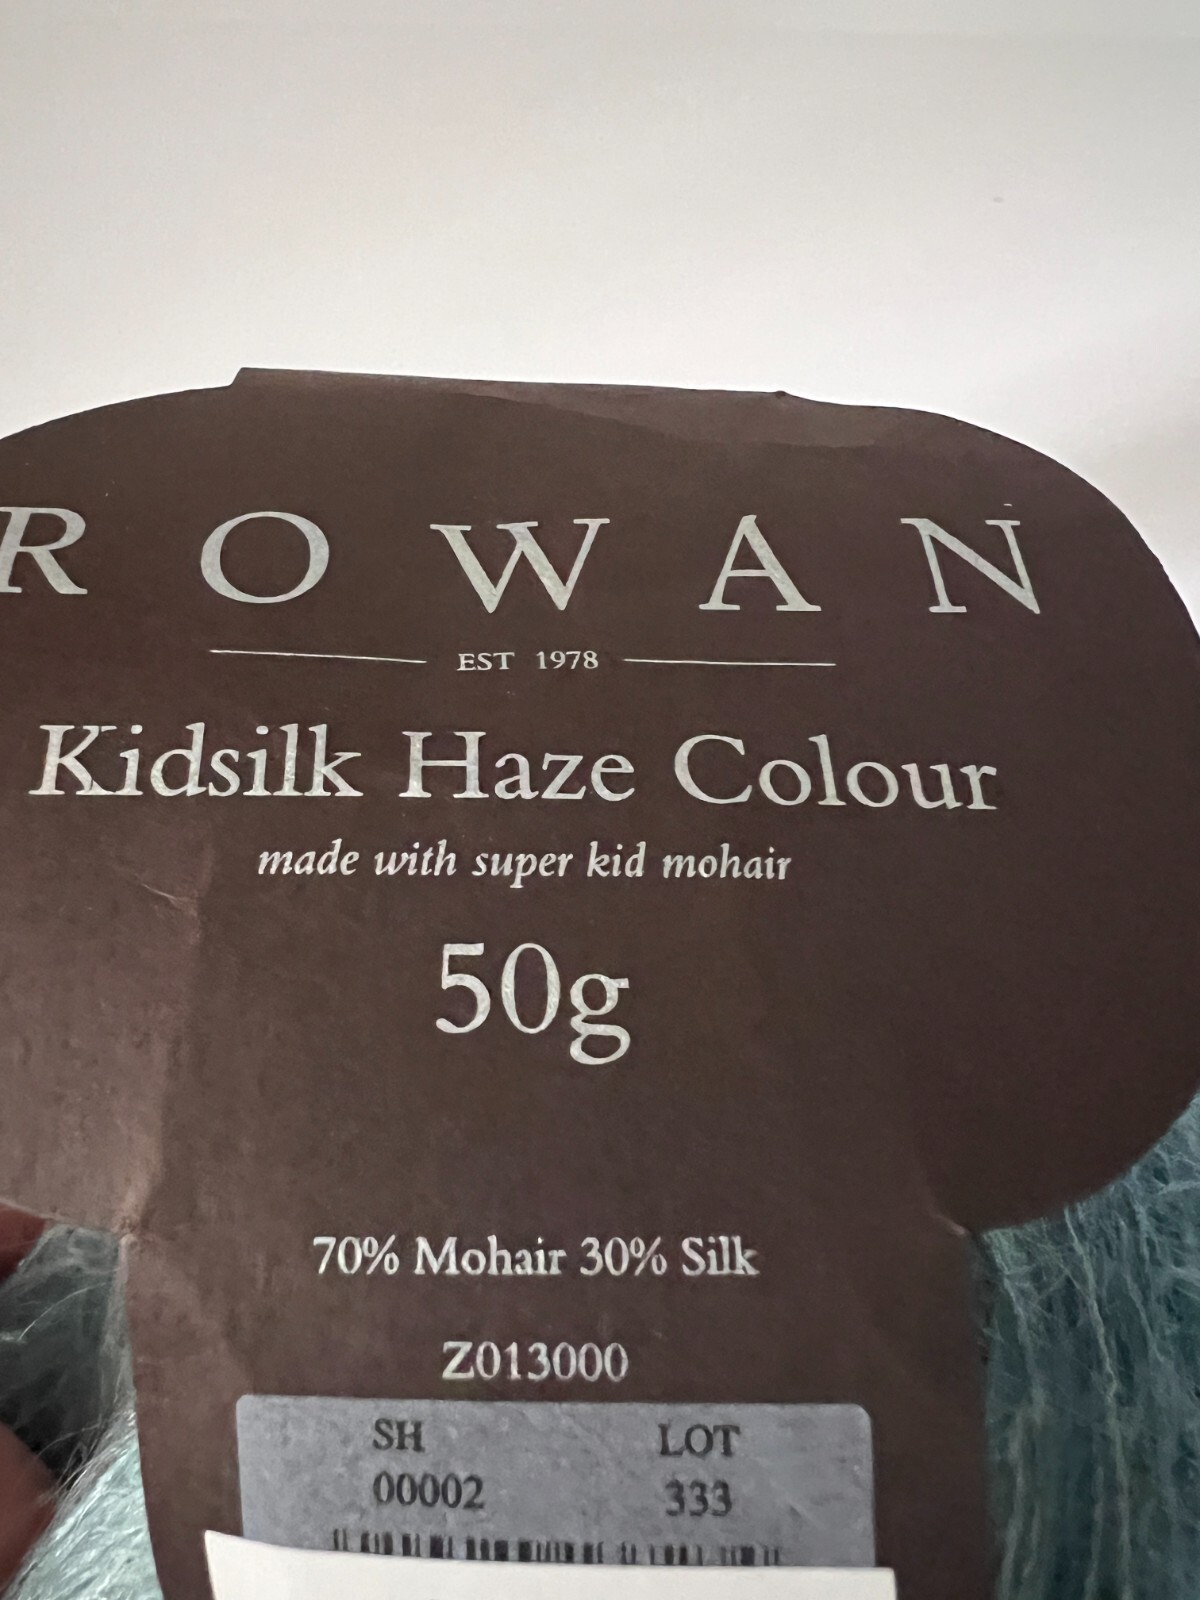 ROWAN
EST 1978
Kidsilk Haze Colour
made with super kid mohair
50g
70% Mohair 30% Silk
Z013000
SH LOT
00002 333